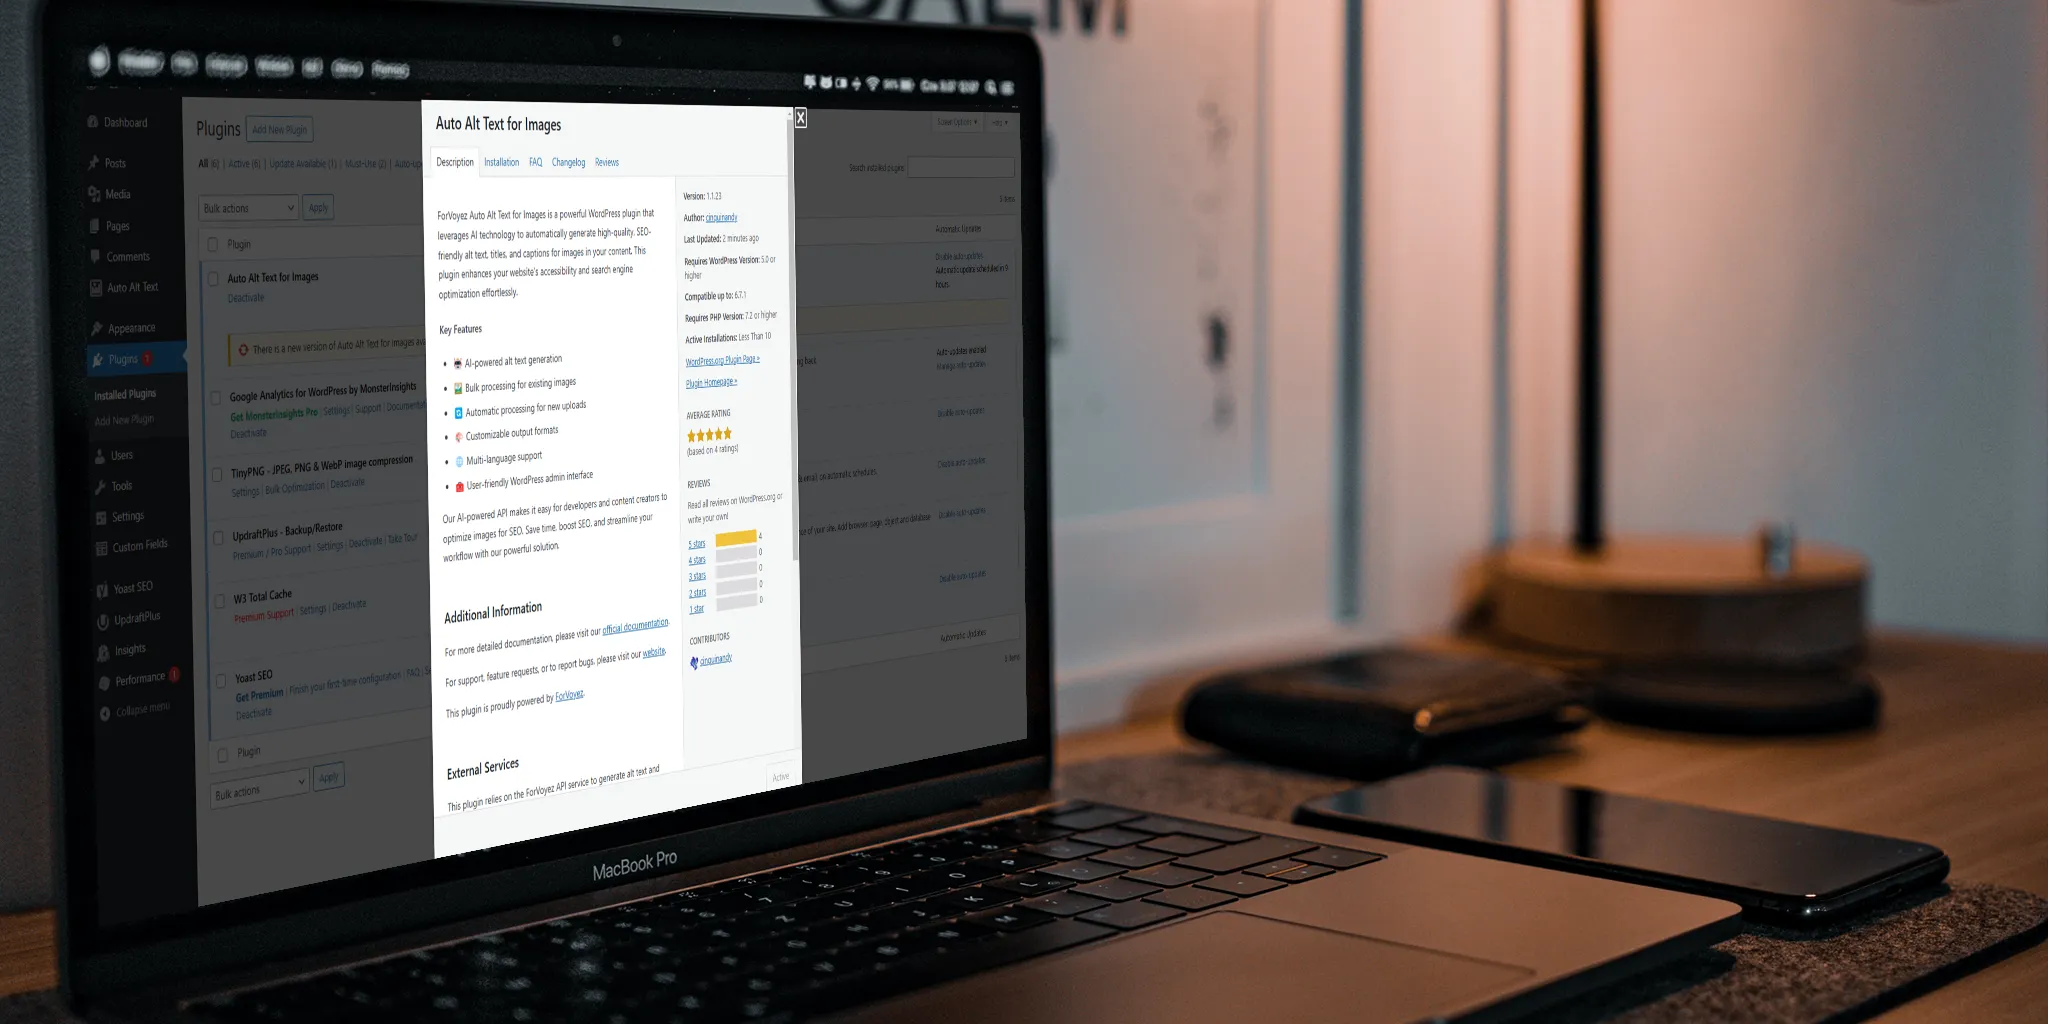 Dashboard
Posts
Media
Pages
Comments
Auto Alt Text
Appearance
Plugins 1
Installed Plugins
Add New Plugin
Users
Tools
Settings
Custom Fields
Yoast SEO
UpdraftPlus
Insights
Performance 1
Collapse menu
Plugins Add New Plugin
All (6) | Active (6) | Update Available (1) | Must-Use (2) |
Bulk actions Apply
Plugin
Auto Alt Text for Images
Deactivate
There is a new version of Auto Alt Text for Images
Google Analytics for WordPress by MonsterInsights
Get MonsterInsights Pro | Settings | Support |
Deactivate
TinyPNG - JPEG, PNG & WebP image compression
Settings | Bulk Optimization | Deactivate
UpdraftPlus - Backup/Restore
Premium / Pro Support | Settings | Deactivate | Take Tour
W3 Total Cache
Premium Support | Settings | Deactivate
Yoast SEO
Get Premium | Finish your first-time configuration | FAQ |
Deactivate
Plugin
Bulk actions Apply
Auto Alt Text for Images
X
Description Installation FAQ Changelog Reviews
ForVoyez Auto Alt Text for Images is a powerful WordPress plugin that
leverages AI technology to automatically generate high-quality, SEO-
friendly alt text, titles, and captions for images in your content. This
plugin enhances your website's accessibility and search engine
optimization effortlessly.
Key Features
AI-powered alt text generation
Bulk processing for existing images
Automatic processing for new uploads
Customizable output formats
Multi-language support
User-friendly WordPress admin interface
Our AI-powered API makes it easy for developers and content creators to
optimize images for SEO. Save time, boost SEO, and streamline your
workflow with our powerful solution.
Additional Information
For more detailed documentation, please visit our official documentation.
For support, feature requests, or to report bugs, please visit our website.
This plugin is proudly powered by ForVoyez.
External Services
This plugin relies on the ForVoyez API service to generate alt text and
Version: 1.1.23
Author: cinquinandy
Last Updated: 2 minutes ago
Requires WordPress Version: 5.0 or
higher
Compatible up to: 6.7.1
Requires PHP Version: 7.2 or higher
Active Installations: Less Than 10
WordPress.org Plugin Page »
Plugin Homepage »
AVERAGE RATING
(based on 4 ratings)
REVIEWS
Read all reviews on WordPress.org or
write your own!
5 stars 4
4 stars 0
3 stars 0
2 stars 0
1 star 0
CONTRIBUTORS
cinquinandy
Active
Search installed plugins
Automatic Updates
Disable auto-updates
Automatic update scheduled in 9
hours.
Auto-updates enabled
Manage auto-updates
Disable auto-updates
Disable auto-updates
Disable auto-updates
Disable auto-updates
Automatic Updates
MacBook Pro